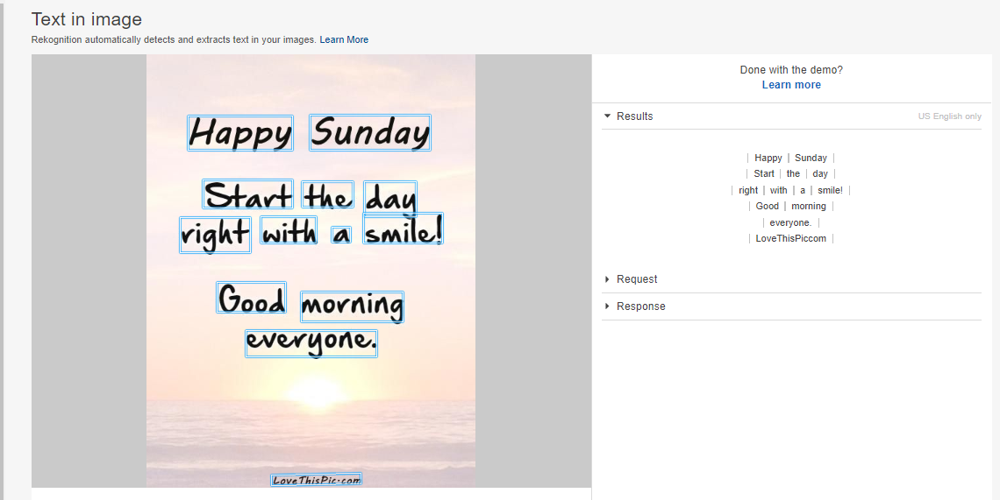 Text in image
Rekognition automatically detects and extracts text in your images. Learn More
Happy Sunday
Start the day
right with a smile!
Good morning
everyone.
LoveThisPic.com
Done with the demo?
Learn more
Results
US English only
| Happy | Sunday |
| Start | the | day |
| right | with | a | smile! |
| Good | morning |
| everyone. |
| LoveThisPiccom |
Request
Response